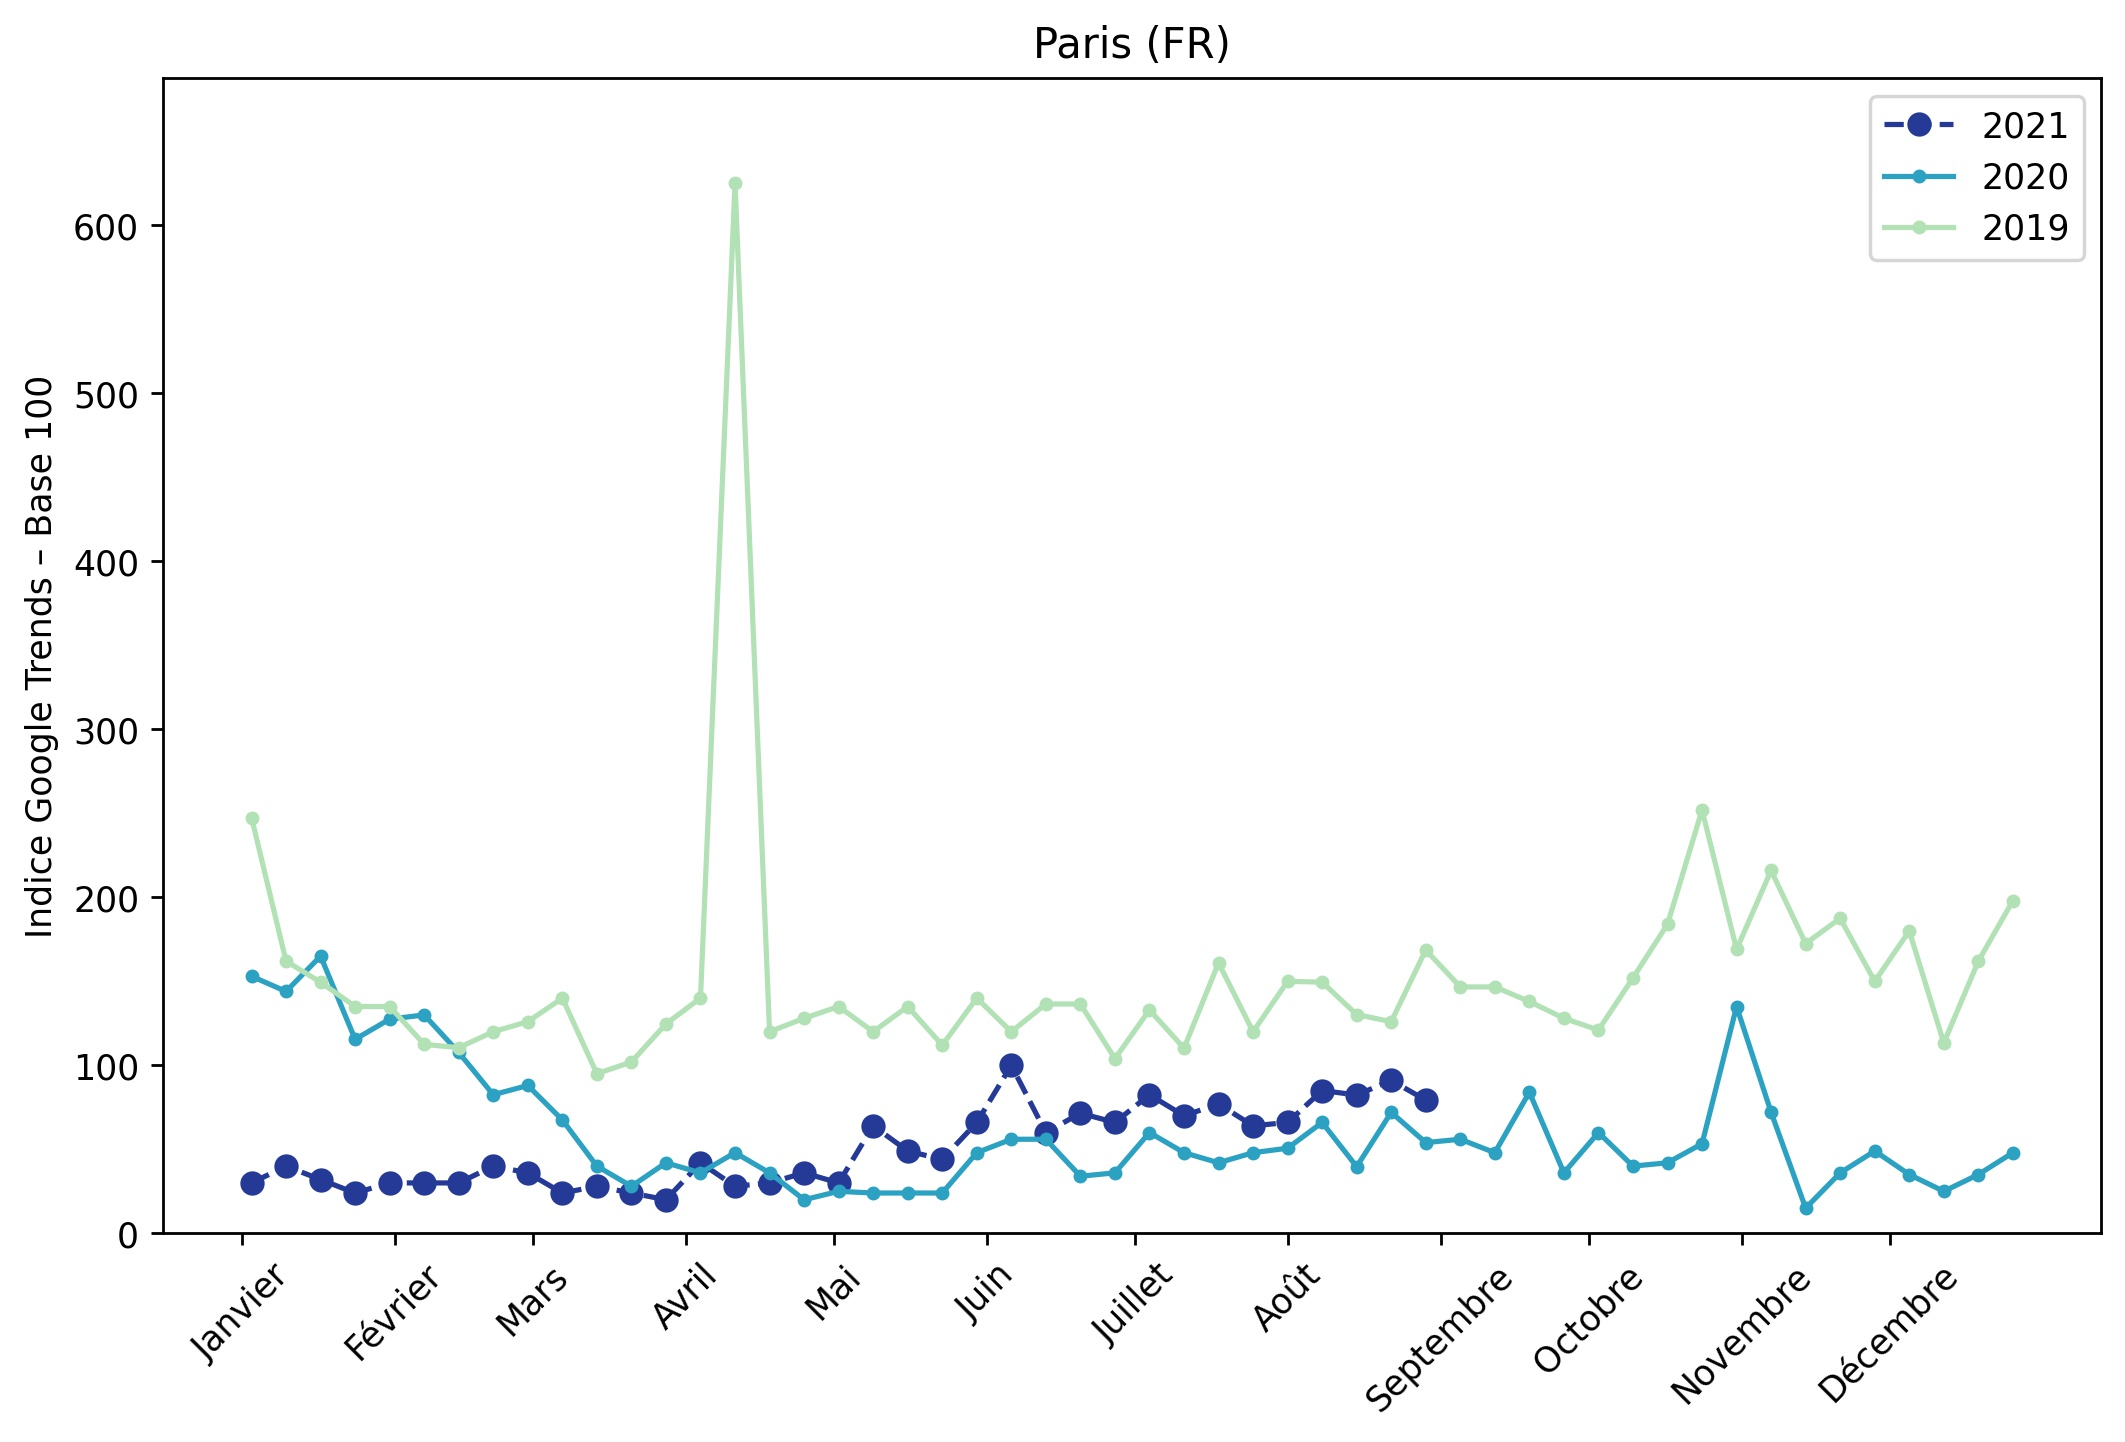 Paris (FR)
2021
2020
2019
Indice Google Trends – Base 100
600
500
400
300
200
100
0
Janvier
Février
Mars
Avril
Mai
Juin
Juillet
Août
Septembre
Octobre
Novembre
Décembre